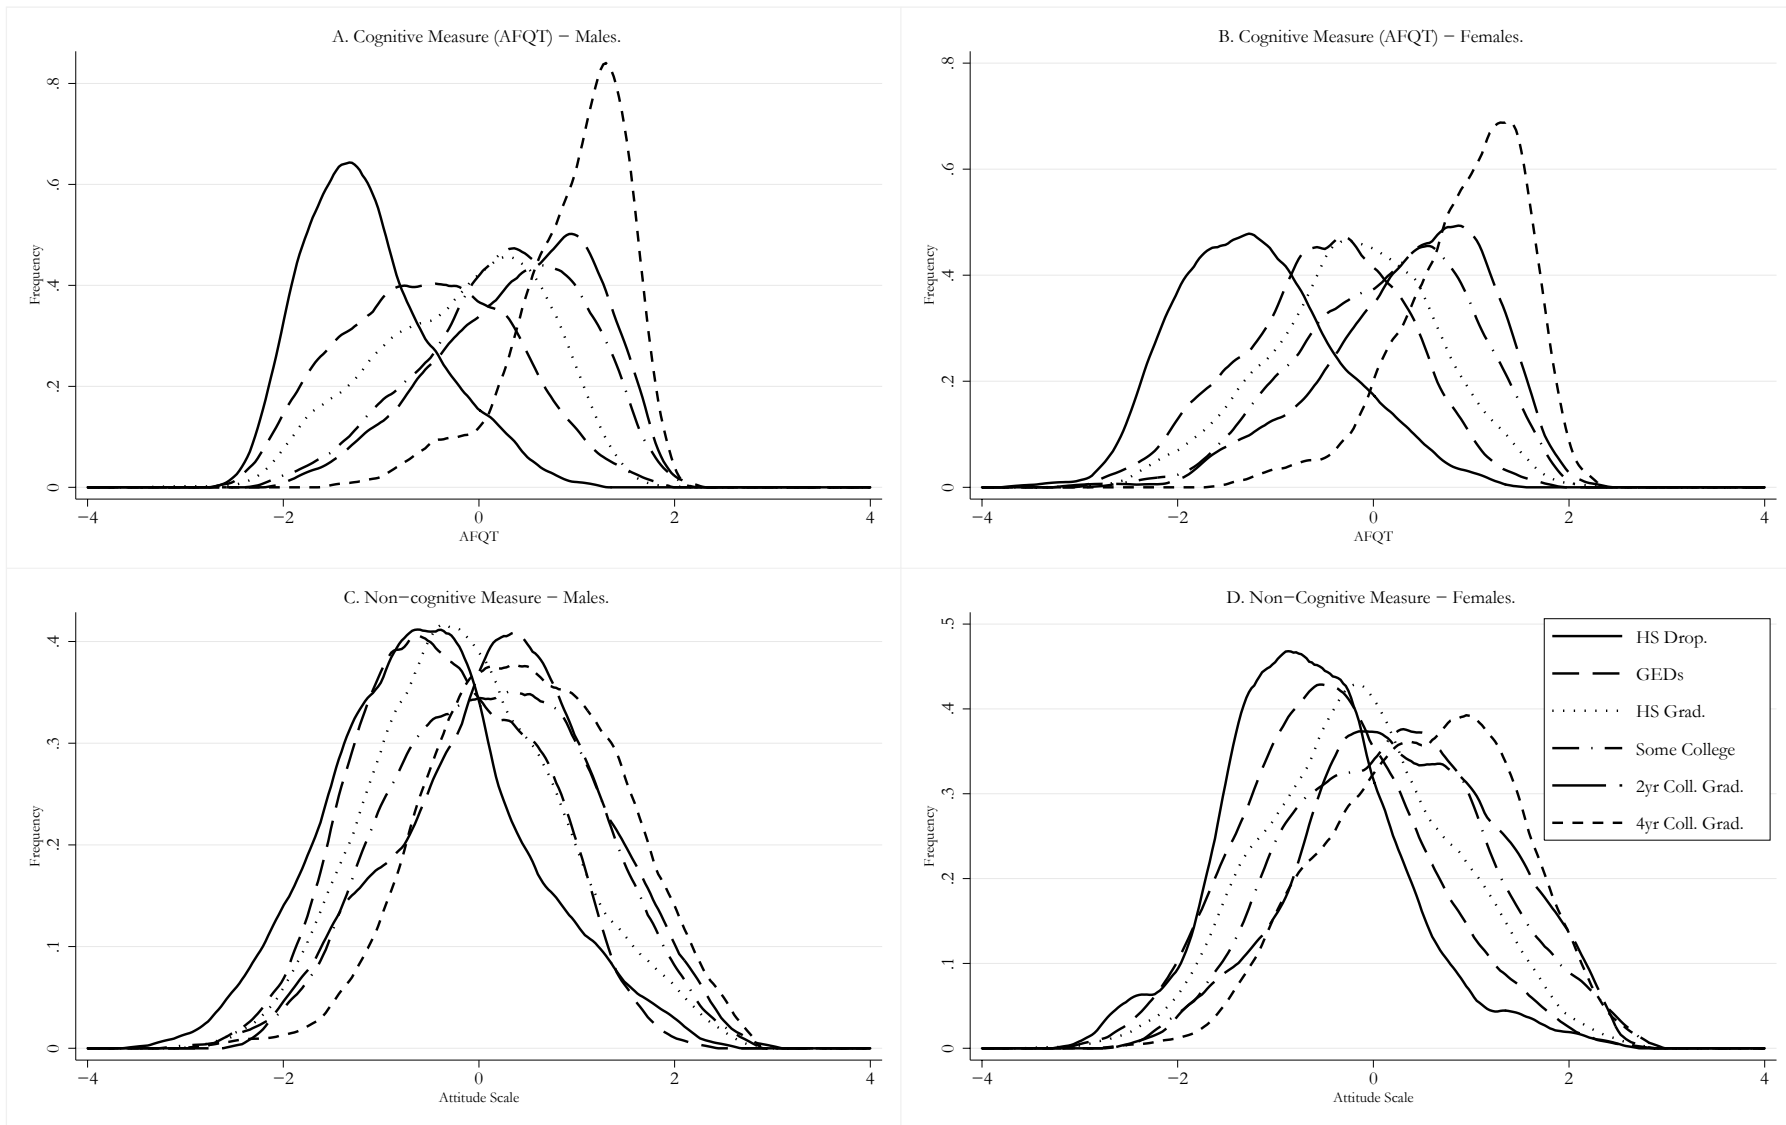 A. Cognitive Measure (AFQT) − Males.
.8
.6
.4
.2
0
Frequency
−4 −2 0 2 4
AFQT
B. Cognitive Measure (AFQT) − Females.
.8
.6
.4
.2
0
Frequency
−4 −2 0 2 4
AFQT
C. Non−cognitive Measure − Males.
.4
.3
.2
.1
0
Frequency
−4 −2 0 2 4
Attitude Scale
D. Non−Cognitive Measure − Females.
.5
.4
.3
.2
.1
0
Frequency
−4 −2 0 2 4
Attitude Scale
HS Drop.
GEDs
HS Grad.
Some College
2yr Coll. Grad.
4yr Coll. Grad.